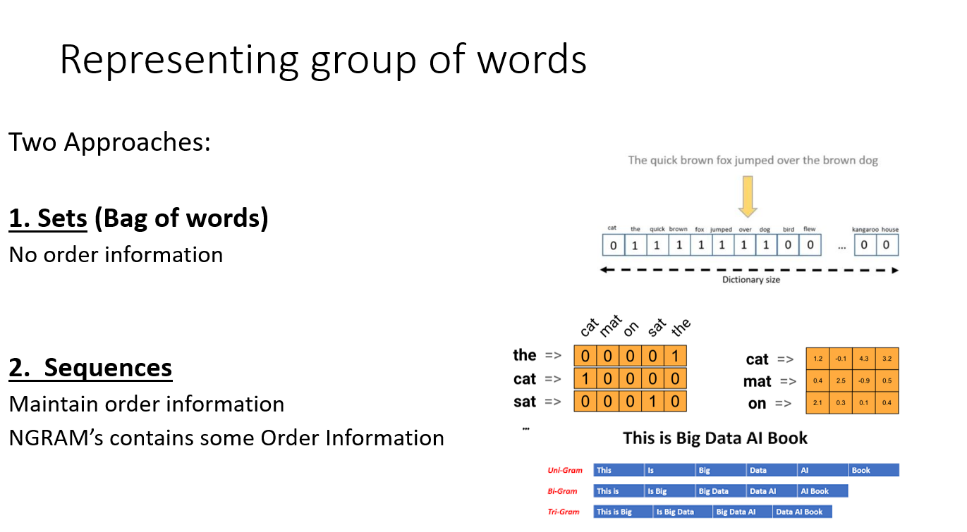 Representing group of words
Two Approaches:
1. Sets (Bag of words)
No order information
2. Sequences
Maintain order information
NGRAM's contains some Order Information
The quick brown fox jumped over the brown dog
cat the quick brown fox jumped over dog bird flew kangaroo house
0 1 1 1 1 1 1 1 0 0 ... 0 0
Dictionary size
cat mat on sat the
the => 0 0 0 0 1
cat => 1 0 0 0 0
sat => 0 0 0 1 0
...
cat => 1.2 -0.1 4.3 3.2
mat => 0.4 2.5 -0.9 0.5
on => 2.1 0.3 0.1 0.4
This is Big Data AI Book
Uni-Gram This Is Big Data AI Book
Bi-Gram This is Is Big Big Data Data AI AI Book
Tri-Gram This is Big Is Big Data Big Data AI Data AI Book